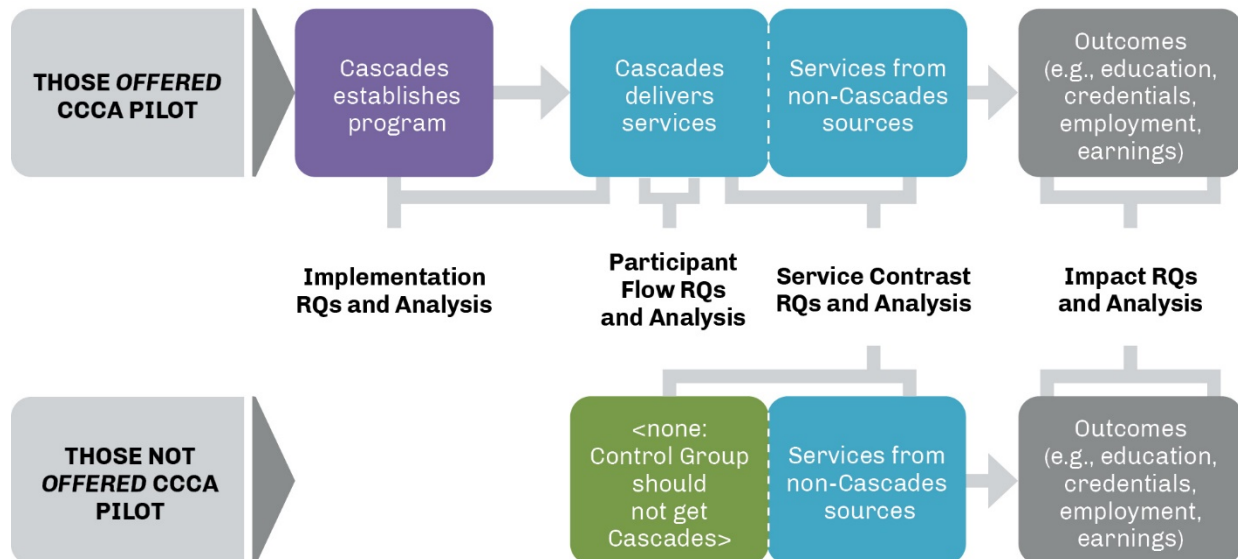 THOSE OFFERED
CCCA PILOT
Cascades
establishes
program
Cascades
delivers
services
Services from
non-Cascades
sources
Outcomes
(e.g., education,
credentials,
employment,
earnings)
Implementation
RQs and Analysis
Participant
Flow RQs
and Analysis
Service Contrast
RQs and Analysis
Impact RQs
and Analysis
THOSE NOT
OFFERED CCCA
PILOT
<none:
Control Group
should
not get
Cascades>
Services from
non-Cascades
sources
Outcomes
(e.g., education,
credentials,
employment,
earnings)